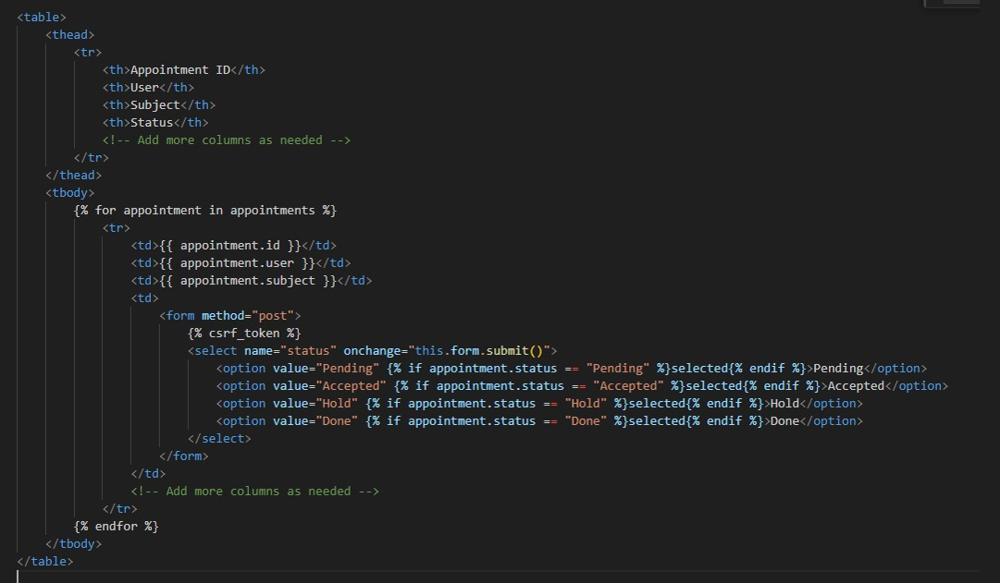 <table>
<thead>
<tr>
<th>Appointment ID</th>
<th>User</th>
<th>Subject</th>
<th>Status</th>
<!-- Add more columns as needed -->
</tr>
</thead>
<tbody>
{% for appointment in appointments %}
<tr>
<td>{{ appointment.id }}</td>
<td>{{ appointment.user }}</td>
<td>{{ appointment.subject }}</td>
<td>
<form method="post">
{% csrf_token %}
<select name="status" onchange="this.form.submit()">
<option value="Pending" {% if appointment.status == "Pending" %}selected{% endif %}>Pending</option>
<option value="Accepted" {% if appointment.status == "Accepted" %}selected{% endif %}>Accepted</option>
<option value="Hold" {% if appointment.status == "Hold" %}selected{% endif %}>Hold</option>
<option value="Done" {% if appointment.status == "Done" %}selected{% endif %}>Done</option>
</select>
</form>
</td>
<!-- Add more columns as needed -->
</tr>
{% endfor %}
</tbody>
</table>